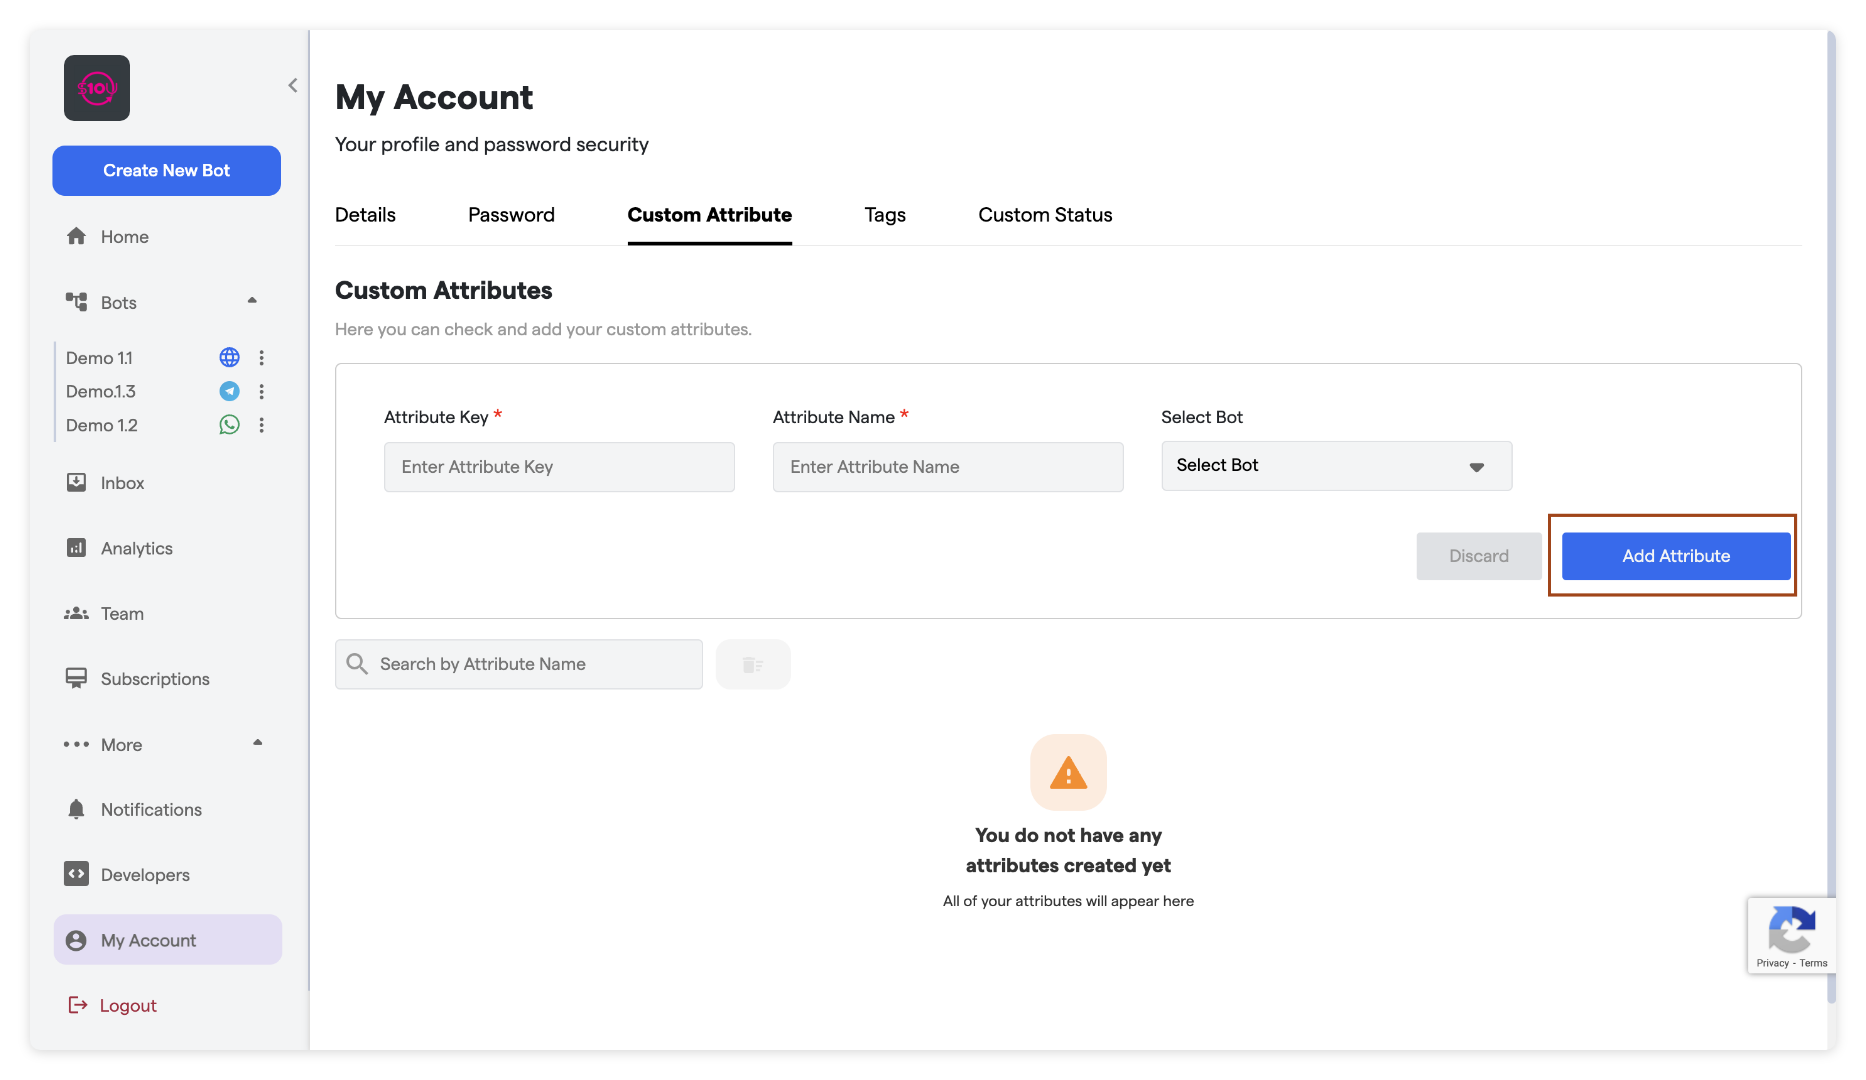 $10U
Create New Bot
Home
Bots
Demo 1.1
Demo.1.3
Demo 1.2
Inbox
Analytics
Team
Subscriptions
More
Notifications
Developers
My Account
Logout
My Account
Your profile and password security
Details Password Custom Attribute Tags Custom Status
Custom Attributes
Here you can check and add your custom attributes.
Attribute Key * Attribute Name * Select Bot
Enter Attribute Key Enter Attribute Name Select Bot
Discard Add Attribute
Search by Attribute Name
You do not have any
attributes created yet
All of your attributes will appear here
Privacy - Terms